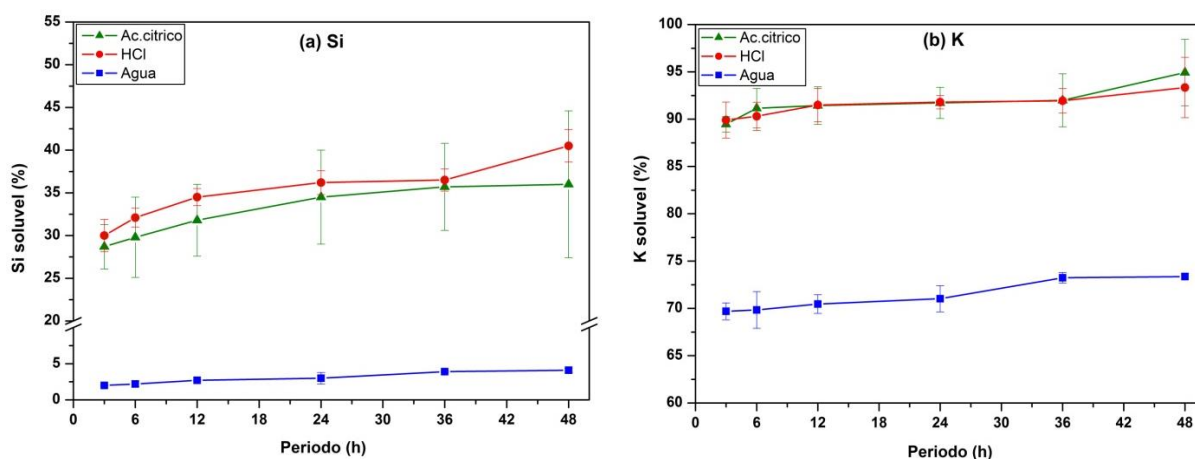 (a) Si
Ac.citrico
HCl
Agua
Si soluvel (%)
55
50
45
40
35
30
25
20
5
0
0 6 12 18 24 30 36 42 48
Periodo (h)
(b) K
Ac.citrico
HCl
Agua
K soluvel (%)
100
95
90
85
80
75
70
65
60
0 6 12 18 24 30 36 42 48
Periodo (h)